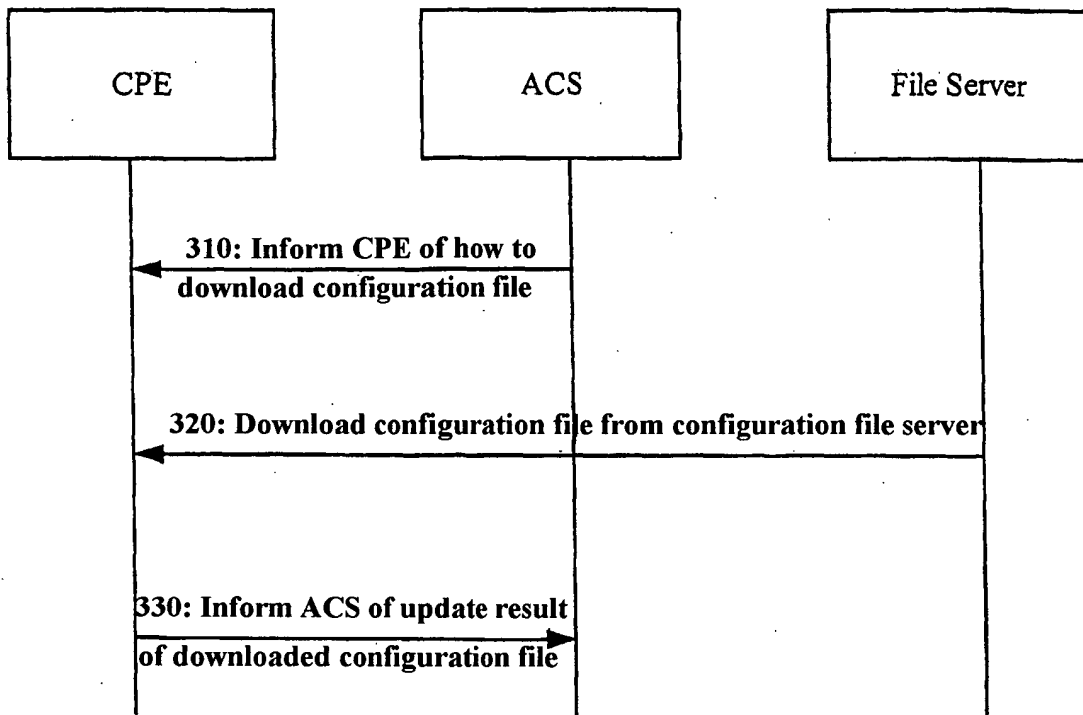 CPE
ACS
File Server
310: Inform CPE of how to
download configuration file
320: Download configuration file from configuration file server
330: Inform ACS of update result
of downloaded configuration file